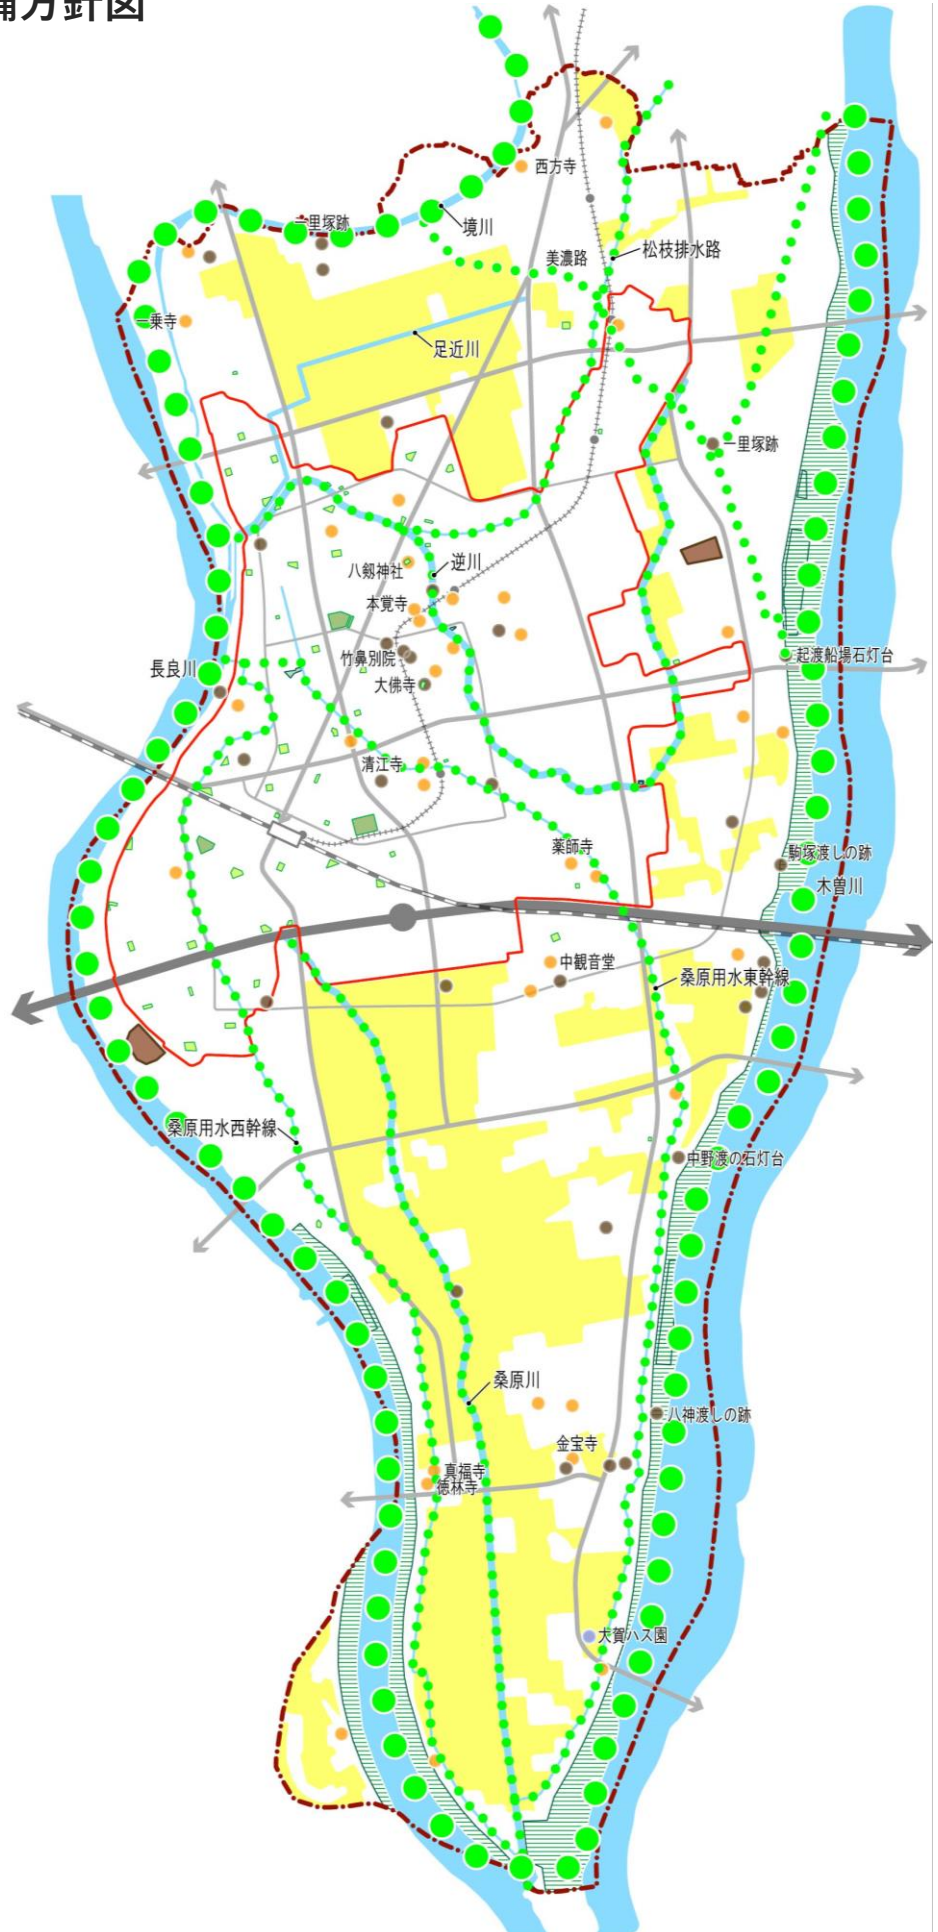 備方針図
西方寺
一里塚跡
境川
美濃路
松枝排水路
一乗寺
足近川
一里塚跡
八剱神社
逆川
本覚寺
竹鼻別院
起渡船場石灯台
長良川
大佛寺
清江寺
薬師寺
駒塚渡しの跡
木曽川
中観音堂
桑原用水東幹線
桑原用水西幹線
中野渡の石灯台
桑原川
八神渡しの跡
金宝寺
真福寺
徳林寺
大賀ハス園